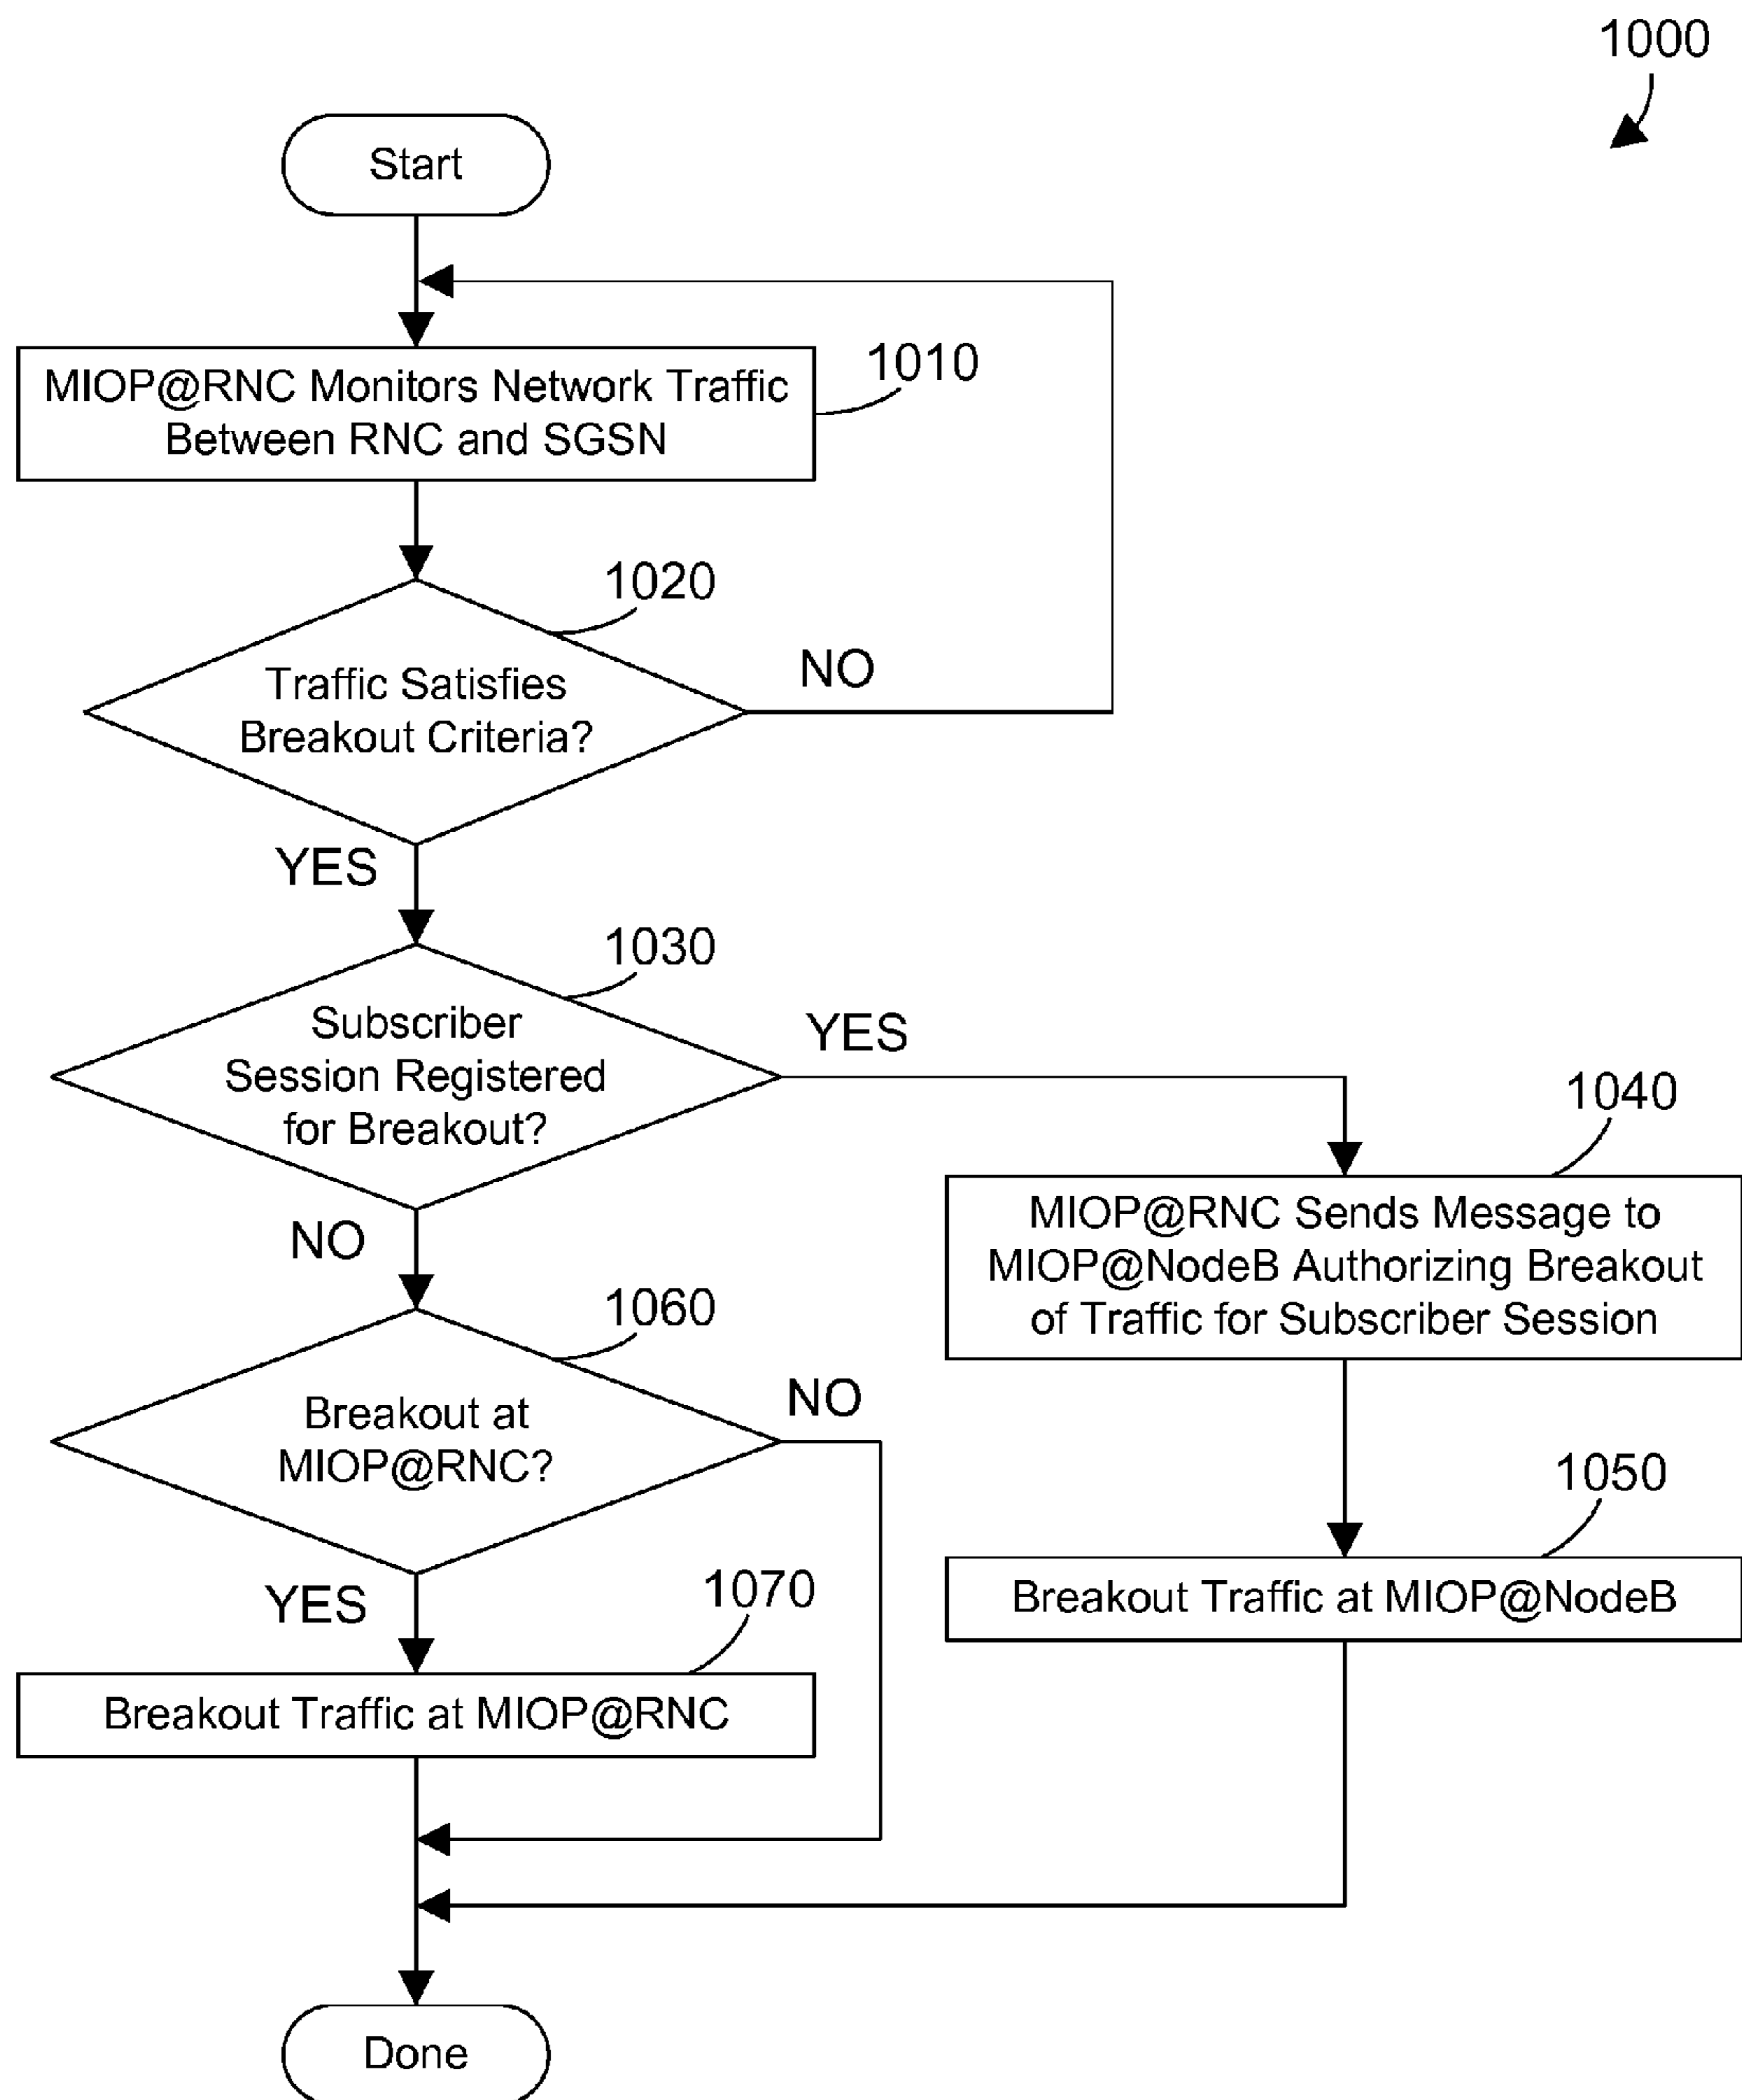 1000
Start
MIOP@RNC Monitors Network Traffic
Between RNC and SGSN
1010
1020
Traffic Satisfies
Breakout Criteria?
NO
YES
1030
Subscriber
Session Registered
for Breakout?
YES
NO
1040
MIOP@RNC Sends Message to
MIOP@NodeB Authorizing Breakout
of Traffic for Subscriber Session
1060
Breakout at
MIOP@RNC?
NO
YES
1050
Breakout Traffic at MIOP@NodeB
1070
Breakout Traffic at MIOP@RNC
Done